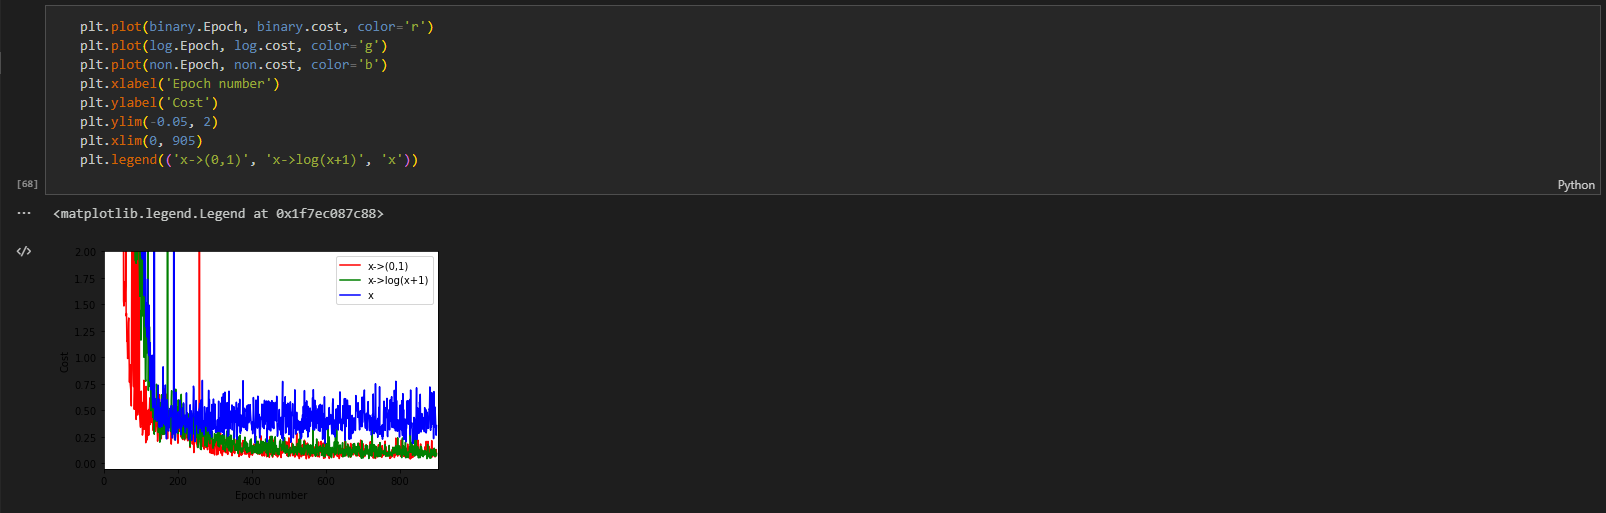 plt.plot(binary.Epoch, binary.cost, color='r')
plt.plot(log.Epoch, log.cost, color='g')
plt.plot(non.Epoch, non.cost, color='b')
plt.xlabel('Epoch number')
plt.ylabel('Cost')
plt.ylim(-0.05, 2)
plt.xlim(0, 905)
plt.legend(('x->(0,1)', 'x->log(x+1)', 'x'))
[68]
Python
<matplotlib.legend.Legend at 0x1f7ec087c88>
2.00
1.75
1.50
1.25
1.00
0.75
0.50
0.25
0.00
Cost
x->(0,1)
x->log(x+1)
x
0 200 400 600 800
Epoch number